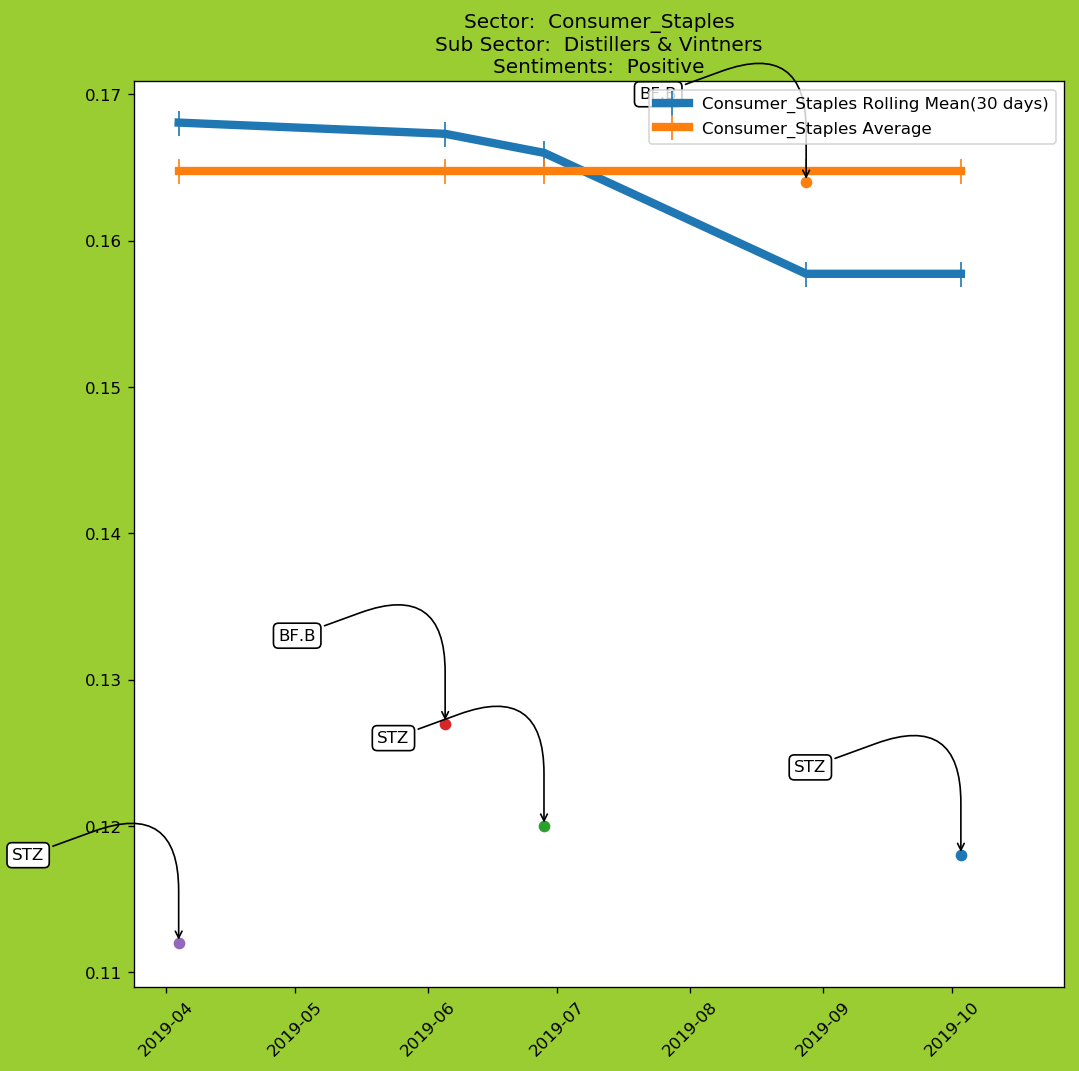 Sector: Consumer_Staples
Sub Sector: Distillers & Vintners
Sentiments: Positive
BF.B
Consumer_Staples Rolling Mean(30 days)
Consumer_Staples Average
0.17
0.16
0.15
0.14
0.13
0.12
0.11
BF.B
STZ
STZ
STZ
2019-04
2019-05
2019-06
2019-07
2019-08
2019-09
2019-10